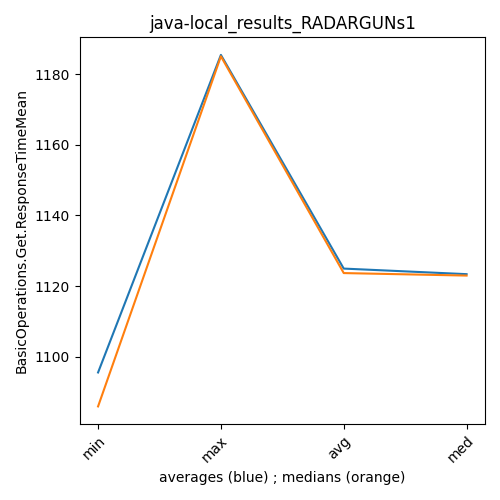 java-local_results_RADARGUNs1
BasicOperations.Get.ResponseTimeMean
1180
1160
1140
1120
1100
min
max
avg
med
averages (blue) ; medians (orange)